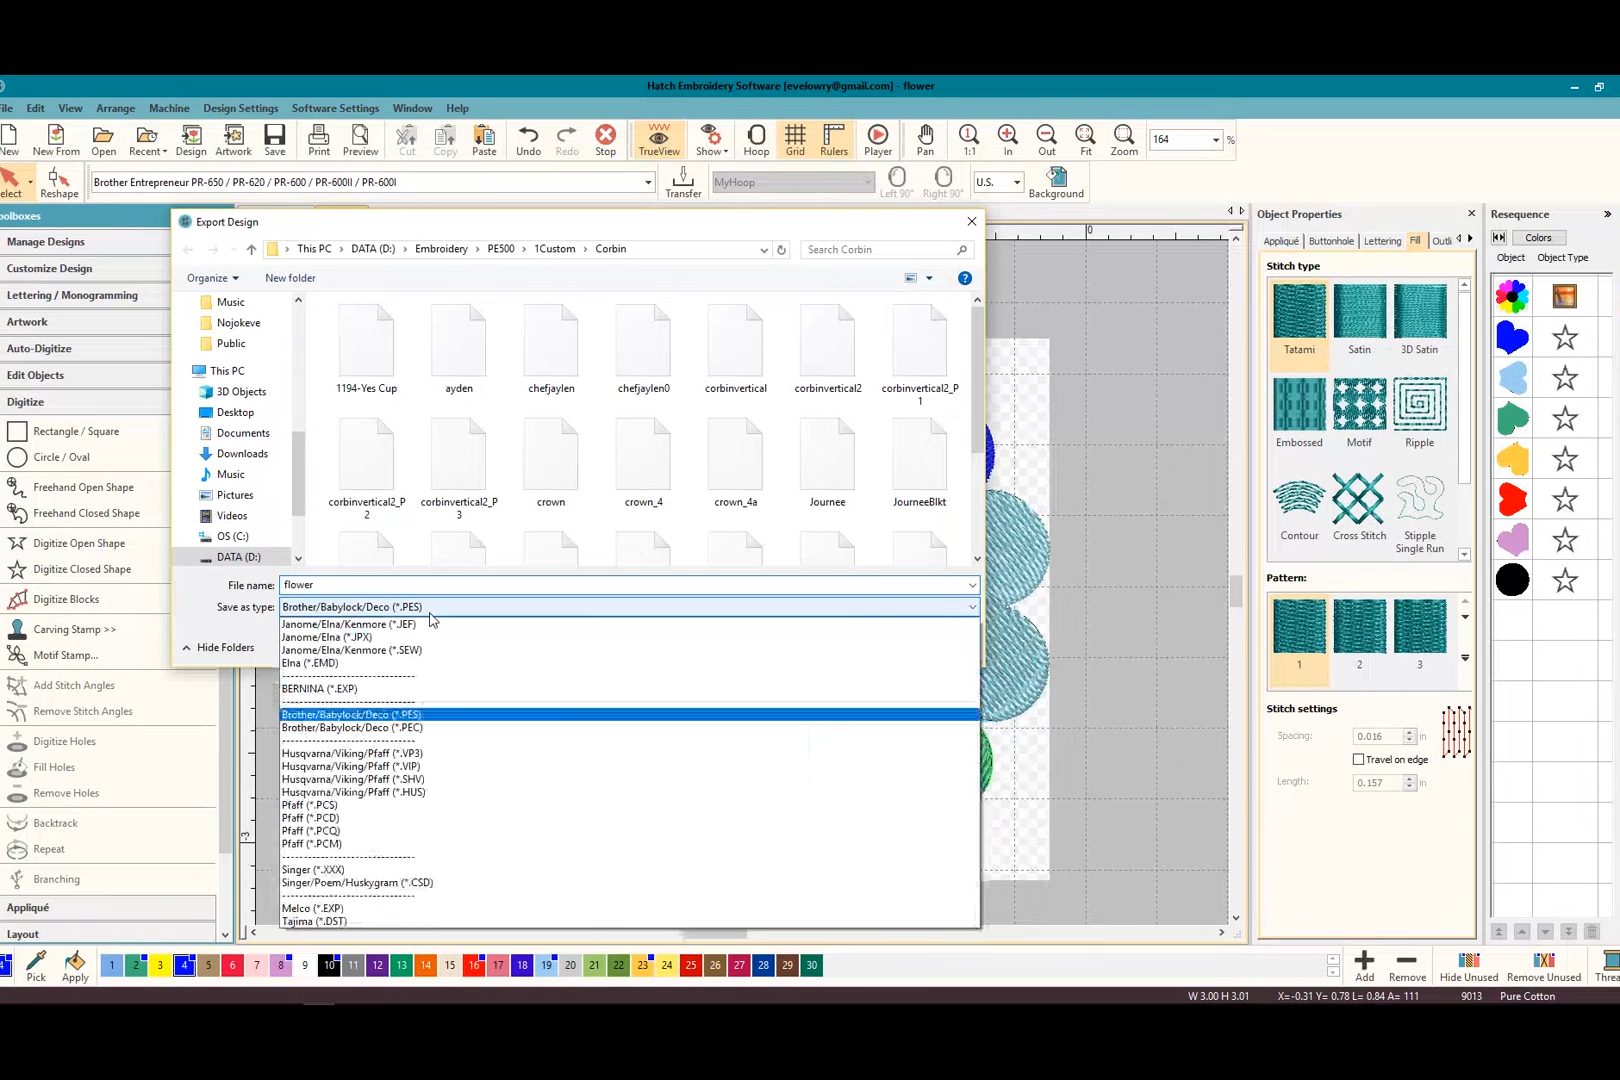 Hatch Embroidery Software [evelowry@gmail.com] - flower
File Edit View Arrange Machine Design Settings Software Settings Window Help
New New From Open Recent Design Artwork Save Print Preview Cut Copy Paste Undo Redo Stop TrueView Show Hoop Grid Rulers Player Pan 1:1 In Out Fit Zoom 164 %
Select Reshape Brother Entrepreneur PR-650 / PR-620 / PR-600 / PR-600II / PR-600I Transfer MyHoop Left 90° Right 90° U.S. Background
oolboxes
Manage Designs
Customize Design
Lettering / Monogramming
Artwork
Auto-Digitize
Edit Objects
Digitize
Rectangle / Square
Circle / Oval
Freehand Open Shape
Freehand Closed Shape
Digitize Open Shape
Digitize Closed Shape
Digitize Blocks
Carving Stamp >>
Motif Stamp...
Add Stitch Angles
Remove Stitch Angles
Digitize Holes
Fill Holes
Remove Holes
Backtrack
Repeat
Branching
Appliqué
Layout
Export Design
This PC > DATA (D:) > Embroidery > PE500 > 1Custom > Corbin
Search Corbin
Organize New folder
Music
Nojokeve
Public
This PC
3D Objects
Desktop
Documents
Downloads
Music
Pictures
Videos
OS (C:)
DATA (D:)
1194-Yes Cup ayden chefjaylen chefjaylen0 corbinvertical corbinvertical2 corbinvertical2_P
1
corbinvertical2_P corbinvertical2_P crown crown_4 crown_4a Journee JourneeBlkt
2 3
File name: flower
Save as type: Brother/Babylock/Deco (*.PES)
Hide Folders
Janome/Elna/Kenmore (*.JEF)
Janome/Elna (*.JPX)
Janome/Elna/Kenmore (*.SEW)
Elna (*.EMD)
BERNINA (*.EXP)
Brother/Babylock/Deco (*.PES)
Brother/Babylock/Deco (*.PEC)
Husqvarna/Viking/Pfaff (*.VP3)
Husqvarna/Viking/Pfaff (*.VIP)
Husqvarna/Viking/Pfaff (*.SHV)
Husqvarna/Viking/Pfaff (*.HUS)
Pfaff (*.PCS)
Pfaff (*.PCD)
Pfaff (*.PCQ)
Pfaff (*.PCM)
Singer (*.XXX)
Singer/Poem/Huskygram (*.CSD)
Melco (*.EXP)
Tajima (*.DST)
0
-3
Object Properties
Appliqué Buttonhole Lettering Fill Outli
Stitch type
Tatami Satin 3D Satin
Embossed Motif Ripple
Contour Cross Stitch Stipple
Single Run
Pattern:
1 2 3
Stitch settings
Spacing: 0.016 in
Travel on edge
Length: 0.157 in
Resequence
Colors
Object Object Type
4 Pick Apply 1 2 3 4 5 6 7 8 9 10 11 12 13 14 15 16 17 18 19 20 21 22 23 24 25 26 27 28 29 30 Add Remove Hide Unused Remove Unused Threa
W 3.00 H 3.01 X=-0.31 Y= 0.78 L= 0.84 A= 111 9013 Pure Cotton